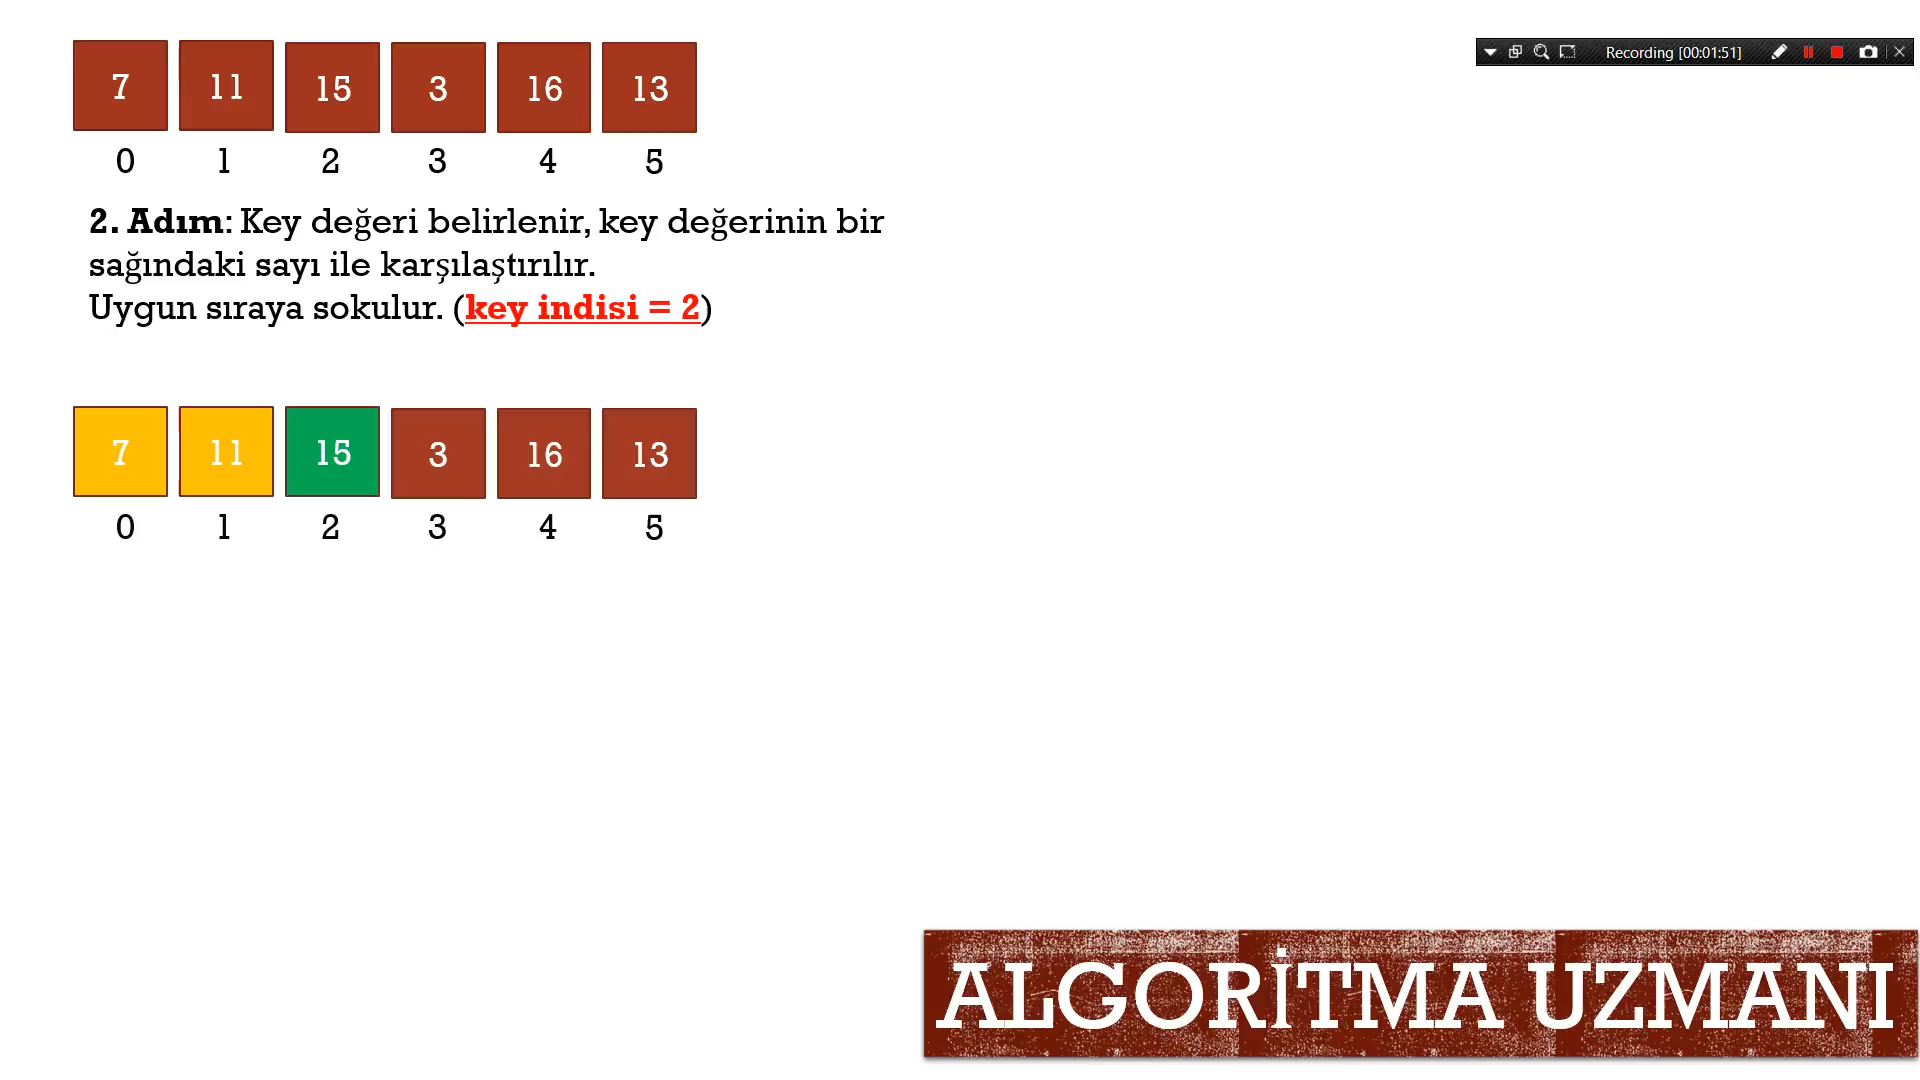 Recording [00:01:51]
7 11 15 3 16 13
0 1 2 3 4 5
2. Adım: Key değeri belirlenir, key değerinin bir
sağındaki sayı ile karşılaştırılır.
Uygun sıraya sokulur. (key indisi = 2)
7 11 15 3 16 13
0 1 2 3 4 5
ALGORİTMA UZMANI